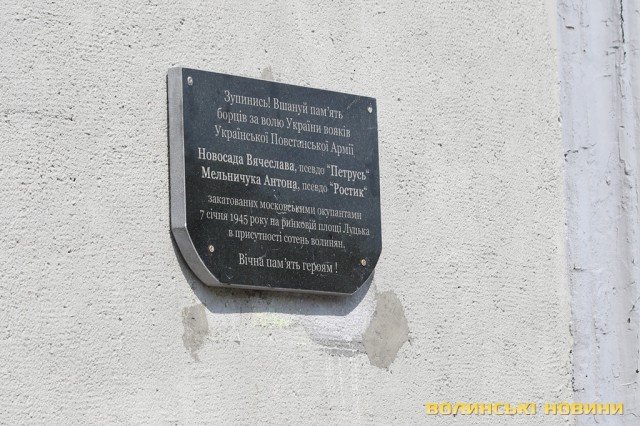 Зупинись! Вшануй пам'ять
борців за волю України вояків
Української Повстанської Армії
Новосада Вячеслава, псевдо "Петрусь"
Мельничука Антона, псевдо "Ростик"
закатованих московськими окупантами
7 січня 1945 року на ринковій площі Луцька
в присутності сотень волинян.
Вічна пам'ять героям !
ВОЛИНСЬКІ НОВИНИ